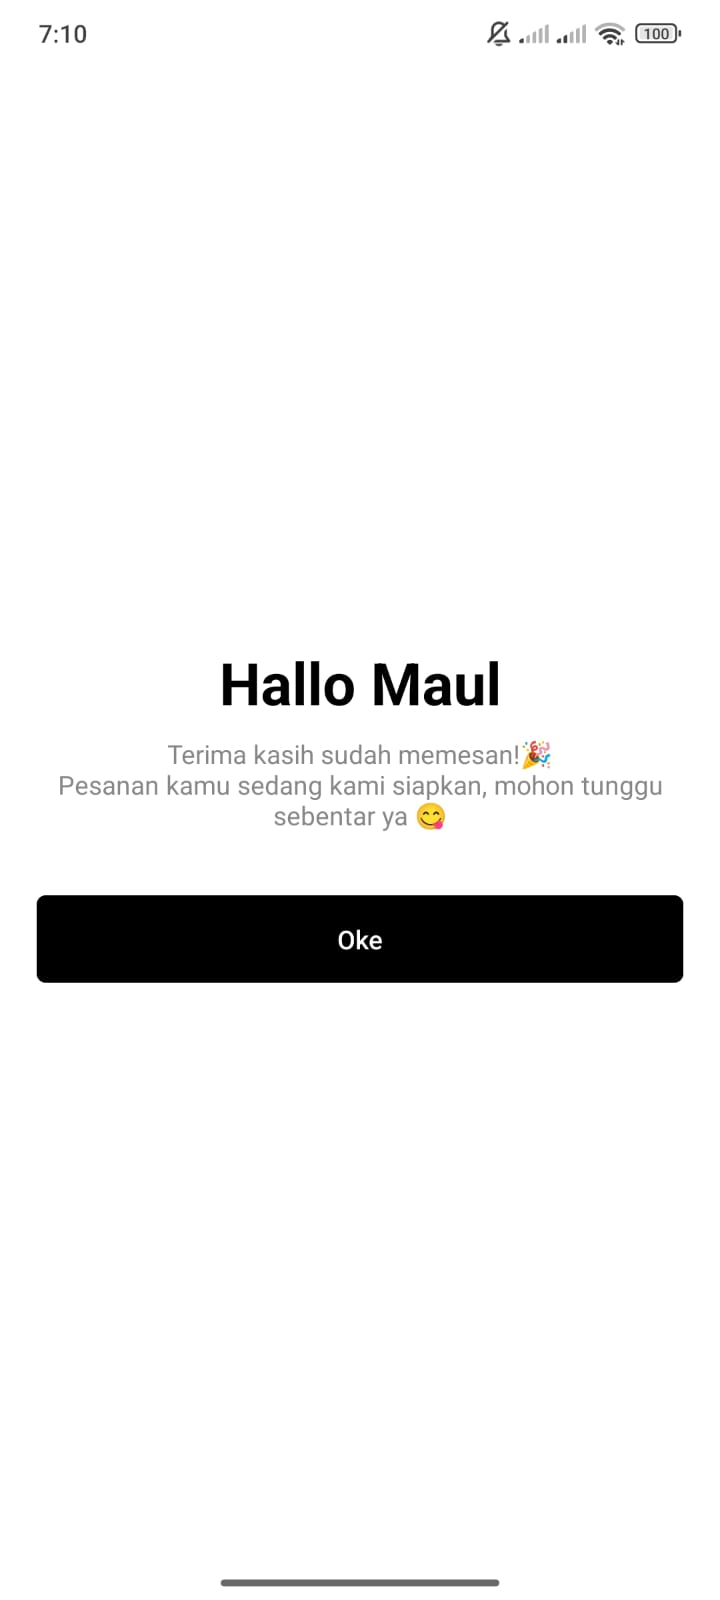 7:10
100
Hallo Maul
Terima kasih sudah memesan!🎉
Pesanan kamu sedang kami siapkan, mohon tunggu
sebentar ya 😋
Oke